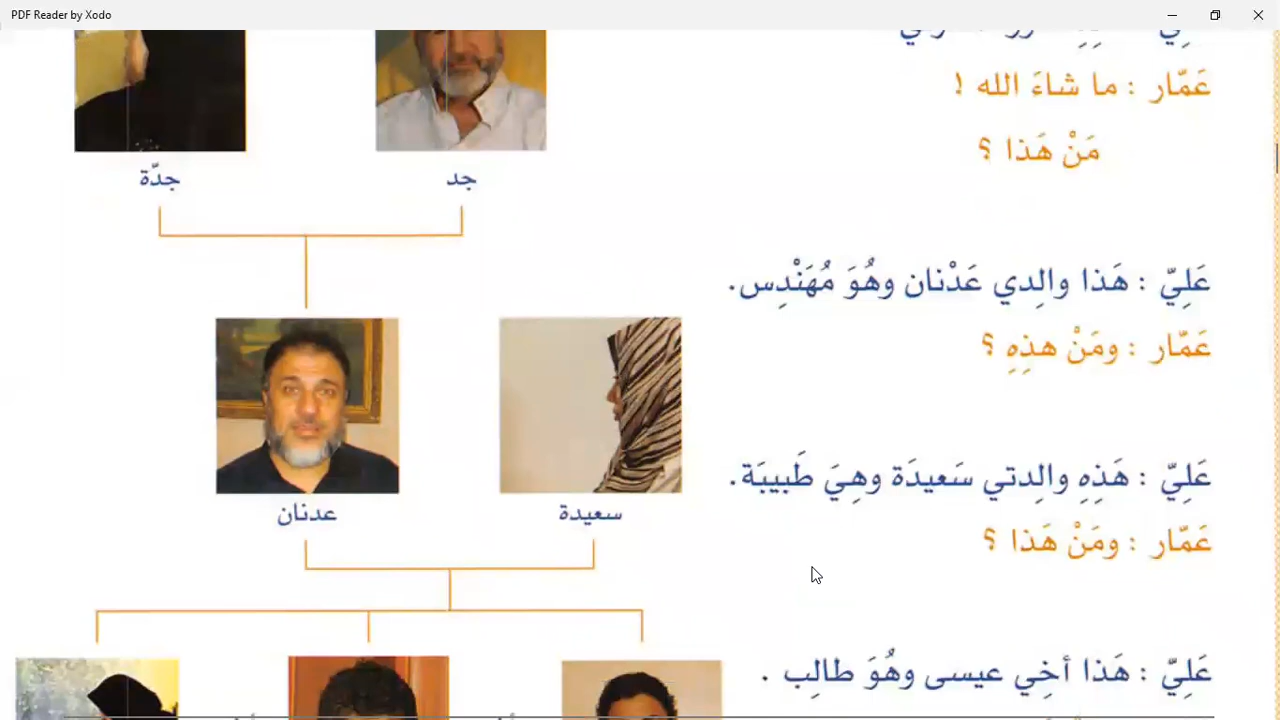 PDF Reader by Xodo
عَمّار : ما شاءَ الله !
مَنْ هَذا ؟
جدّة
جد
عَلِيّ : هَذا والِدي عَدْنان وهُوَ مُهَنْدِس.
عَمّار : ومَنْ هذِهِ ؟
عَلِيّ : هَذِهِ والِدتي سَعيدَة وهِيَ طَبيبَة.
عَمّار : ومَنْ هَذا ؟
سعيدة
عدنان
عَلِيّ : هَذا أخِي عيسى وهُوَ طالِب .